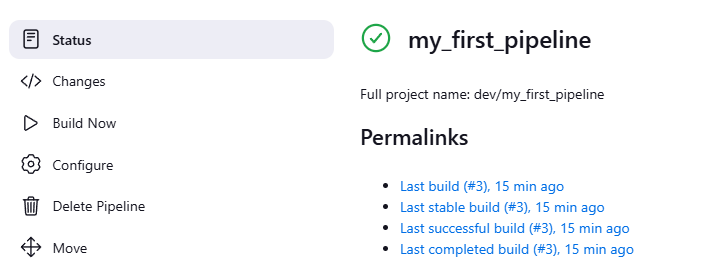 Status
Changes
Build Now
Configure
Delete Pipeline
Move
my_first_pipeline
Full project name: dev/my_first_pipeline
Permalinks
Last build (#3), 15 min ago
Last stable build (#3), 15 min ago
Last successful build (#3), 15 min ago
Last completed build (#3), 15 min ago